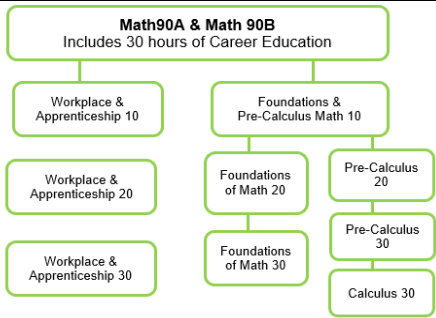 Math90A & Math 90B
Includes 30 hours of Career Education
Workplace &
Apprenticeship 10
Foundations &
Pre-Calculus Math 10
Workplace &
Apprenticeship 20
Foundations
of Math 20
Pre-Calculus
20
Workplace &
Apprenticeship 30
Foundations
of Math 30
Pre-Calculus
30
Calculus 30